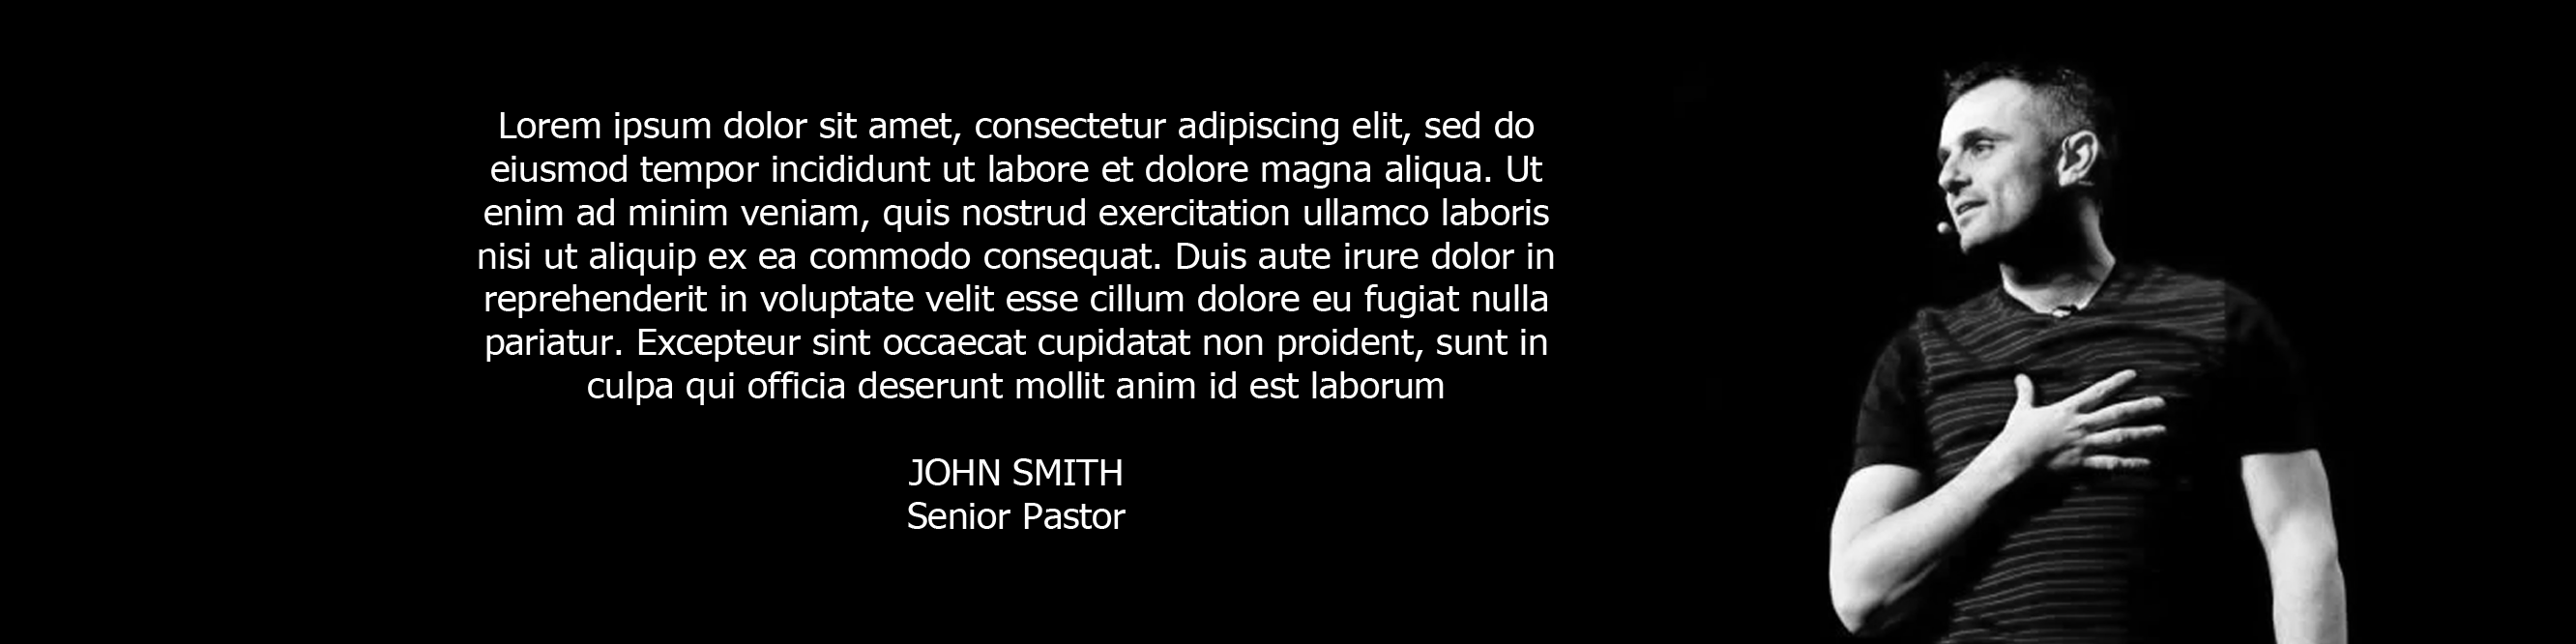 Lorem ipsum dolor sit amet, consectetur adipiscing elit, sed do
eiusmod tempor incididunt ut labore et dolore magna aliqua. Ut
enim ad minim veniam, quis nostrud exercitation ullamco laboris
nisi ut aliquip ex ea commodo consequat. Duis aute irure dolor in
reprehenderit in voluptate velit esse cillum dolore eu fugiat nulla
pariatur. Excepteur sint occaecat cupidatat non proident, sunt in
culpa qui officia deserunt mollit anim id est laborum
JOHN SMITH
Senior Pastor